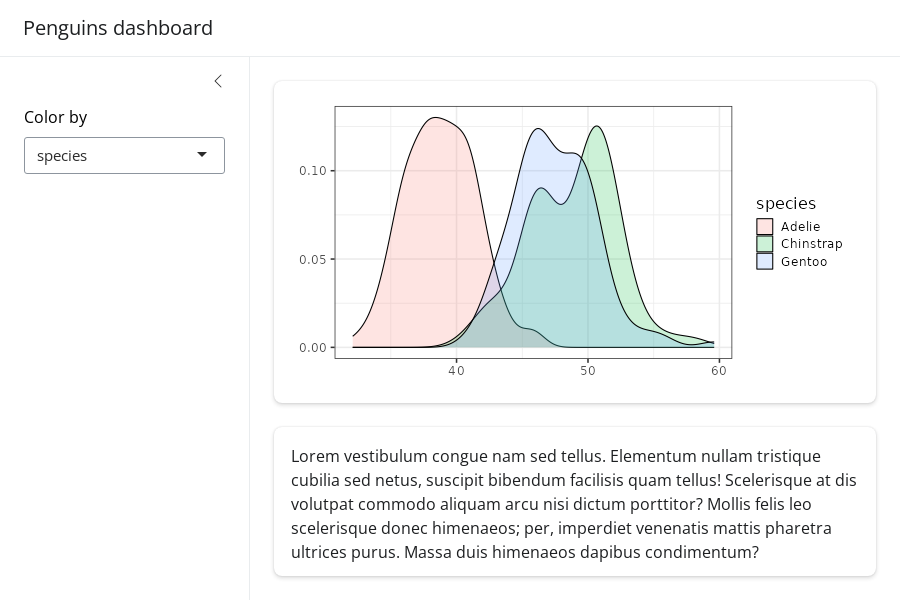 Penguins dashboard
Color by
species
0.10
0.05
0.00
40 50 60
species
Adelie
Chinstrap
Gentoo
Lorem vestibulum congue nam sed tellus. Elementum nullam tristique
cubilia sed netus, suscipit bibendum facilisis quam tellus! Scelerisque at dis
volutpat commodo aliquam arcu nisi dictum porttitor? Mollis felis leo
scelerisque donec himenaeos; per, imperdiet venenatis mattis pharetra
ultrices purus. Massa duis himenaeos dapibus condimentum?